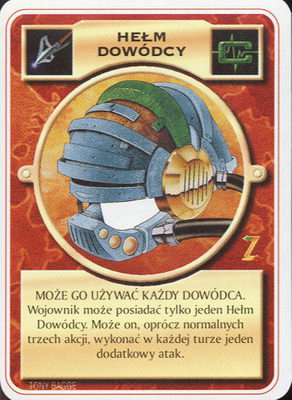 HEŁM
DOWÓDCY
MOŻE GO UŻYWAĆ KAŻDY DOWÓDCA.
Wojownik może posiadać tylko jeden Hełm
Dowódcy. Może on, oprócz normalnych
trzech akcji, wykonać w każdej turze jeden
dodatkowy atak.
TONY BAGGE